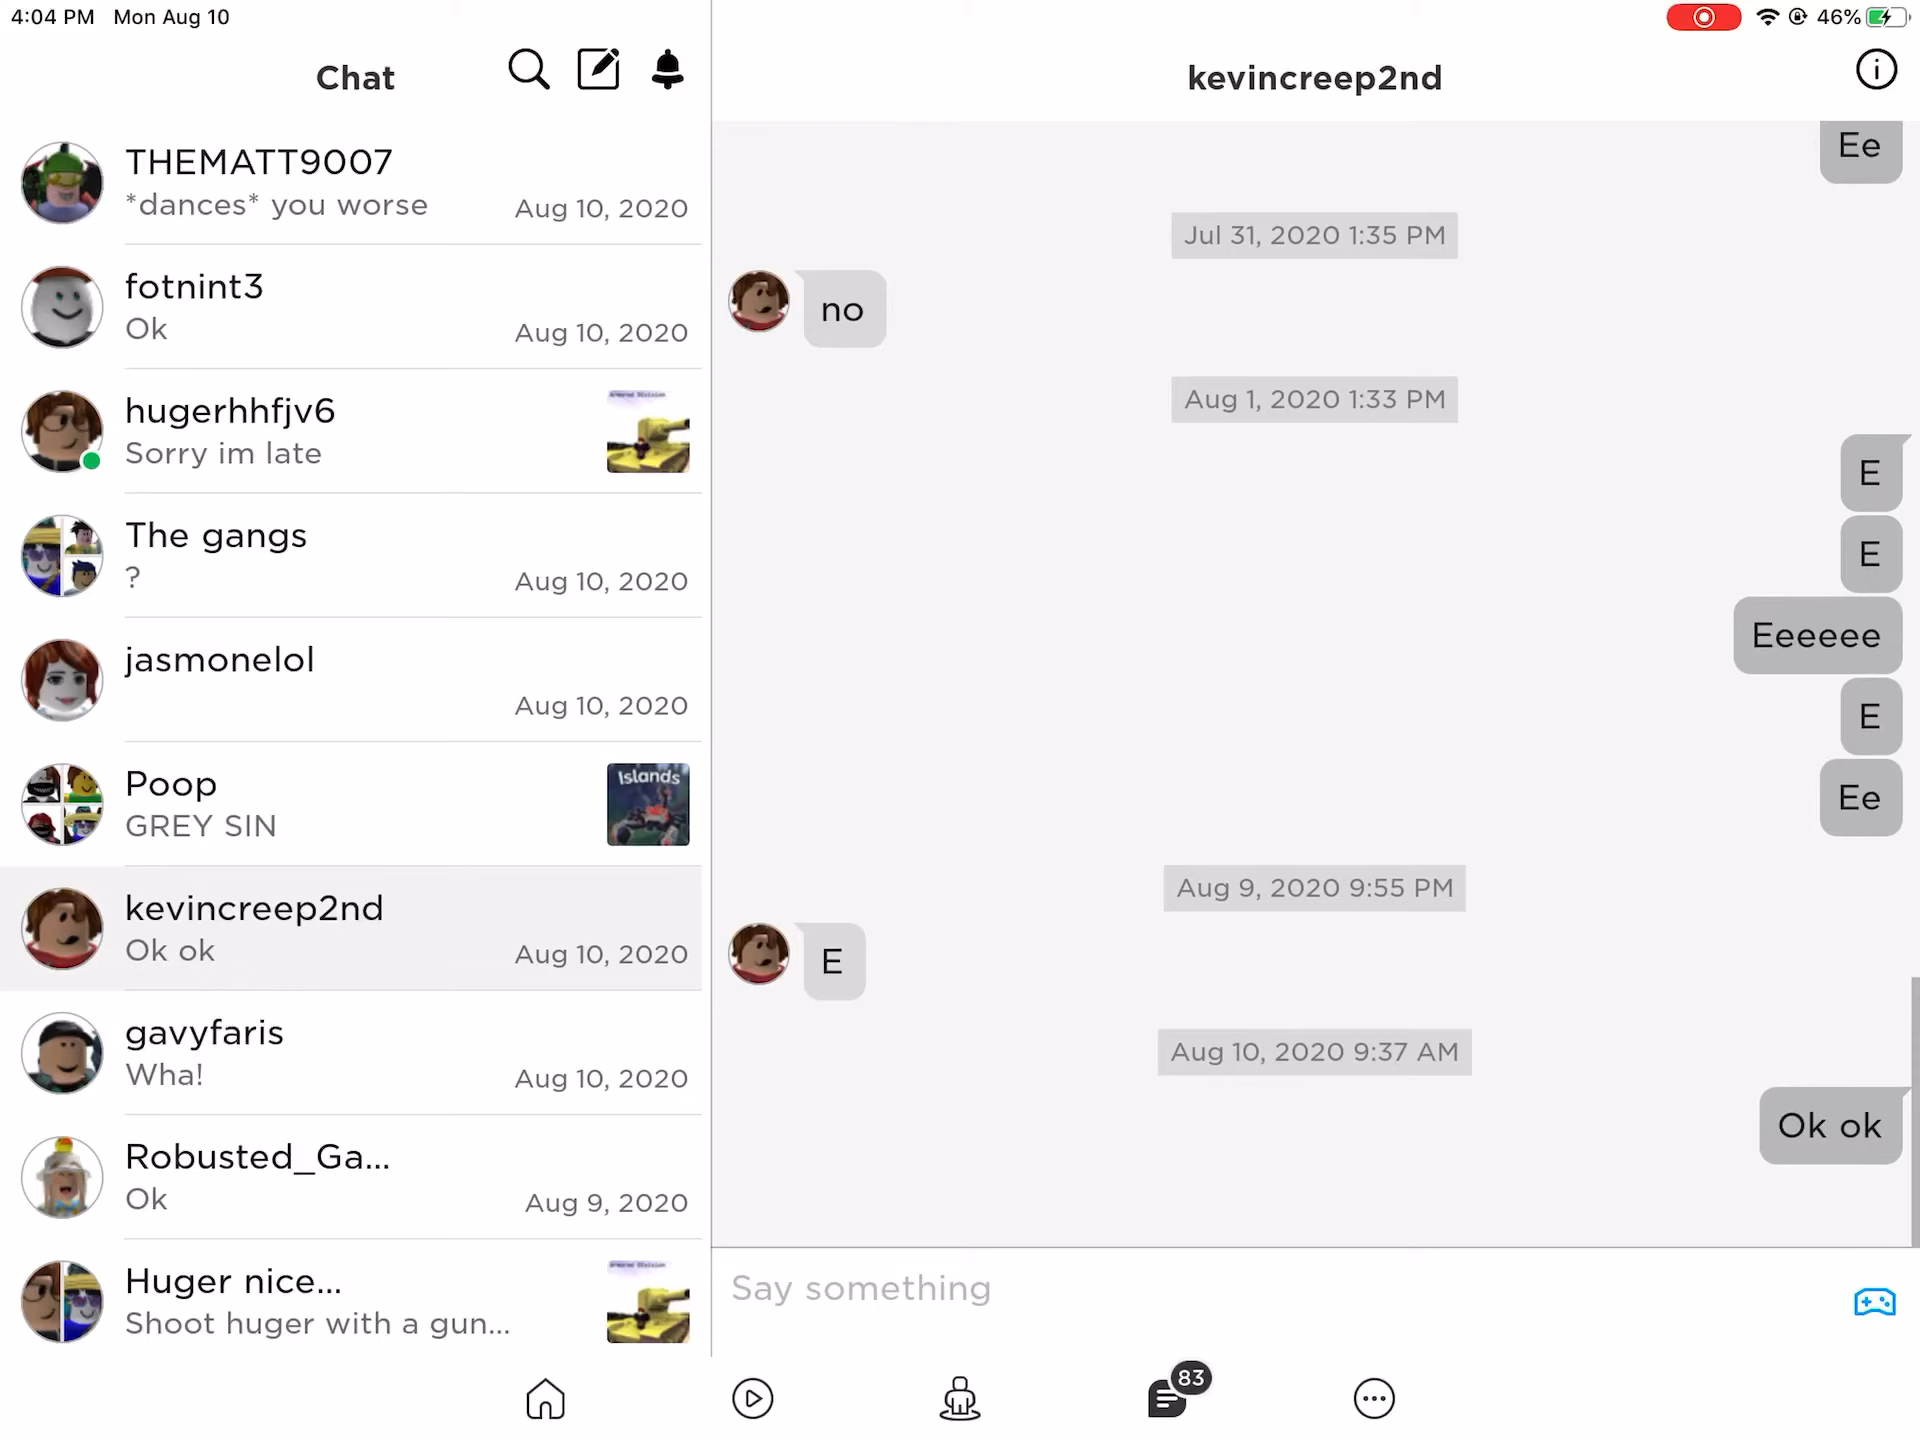 4:04 PM Mon Aug 10
46%
Chat
THEMATT9007
*dances* you worse
Aug 10, 2020
fotnint3
Ok
Aug 10, 2020
hugerhhfjv6
Sorry im late
Armored Division
The gangs
?
Aug 10, 2020
jasmonelol
Aug 10, 2020
Poop
GREY SIN
Islands
kevincreep2nd
Ok ok
Aug 10, 2020
gavyfaris
Wha!
Aug 10, 2020
Robusted_Ga...
Ok
Aug 9, 2020
Huger nice...
Shoot huger with a gun...
Armored Division
kevincreep2nd
Ee
Jul 31, 2020 1:35 PM
no
Aug 1, 2020 1:33 PM
E
E
Eeeeee
E
Ee
Aug 9, 2020 9:55 PM
E
Aug 10, 2020 9:37 AM
Ok ok
Say something
83